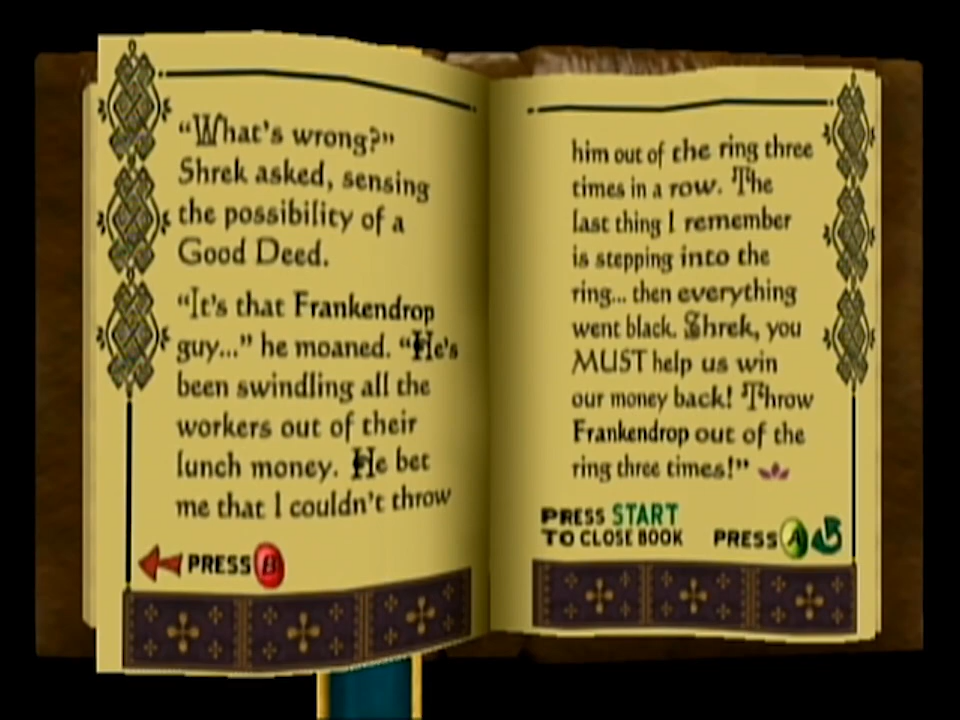 “What's wrong?”
Shrek asked, sensing
the possibility of a
Good Deed.
“It's that Frankendrop
guy...” he moaned. “He's
been swindling all the
workers out of their
lunch money. He bet
me that I couldn't throw
PRESS B
him out of the ring three
times in a row. The
last thing I remember
is stepping into the
ring... then everything
went black. Shrek, you
MUST help us win
our money back! Throw
Frankendrop out of the
ring three times!”
PRESS START
TO CLOSE BOOK
PRESS A